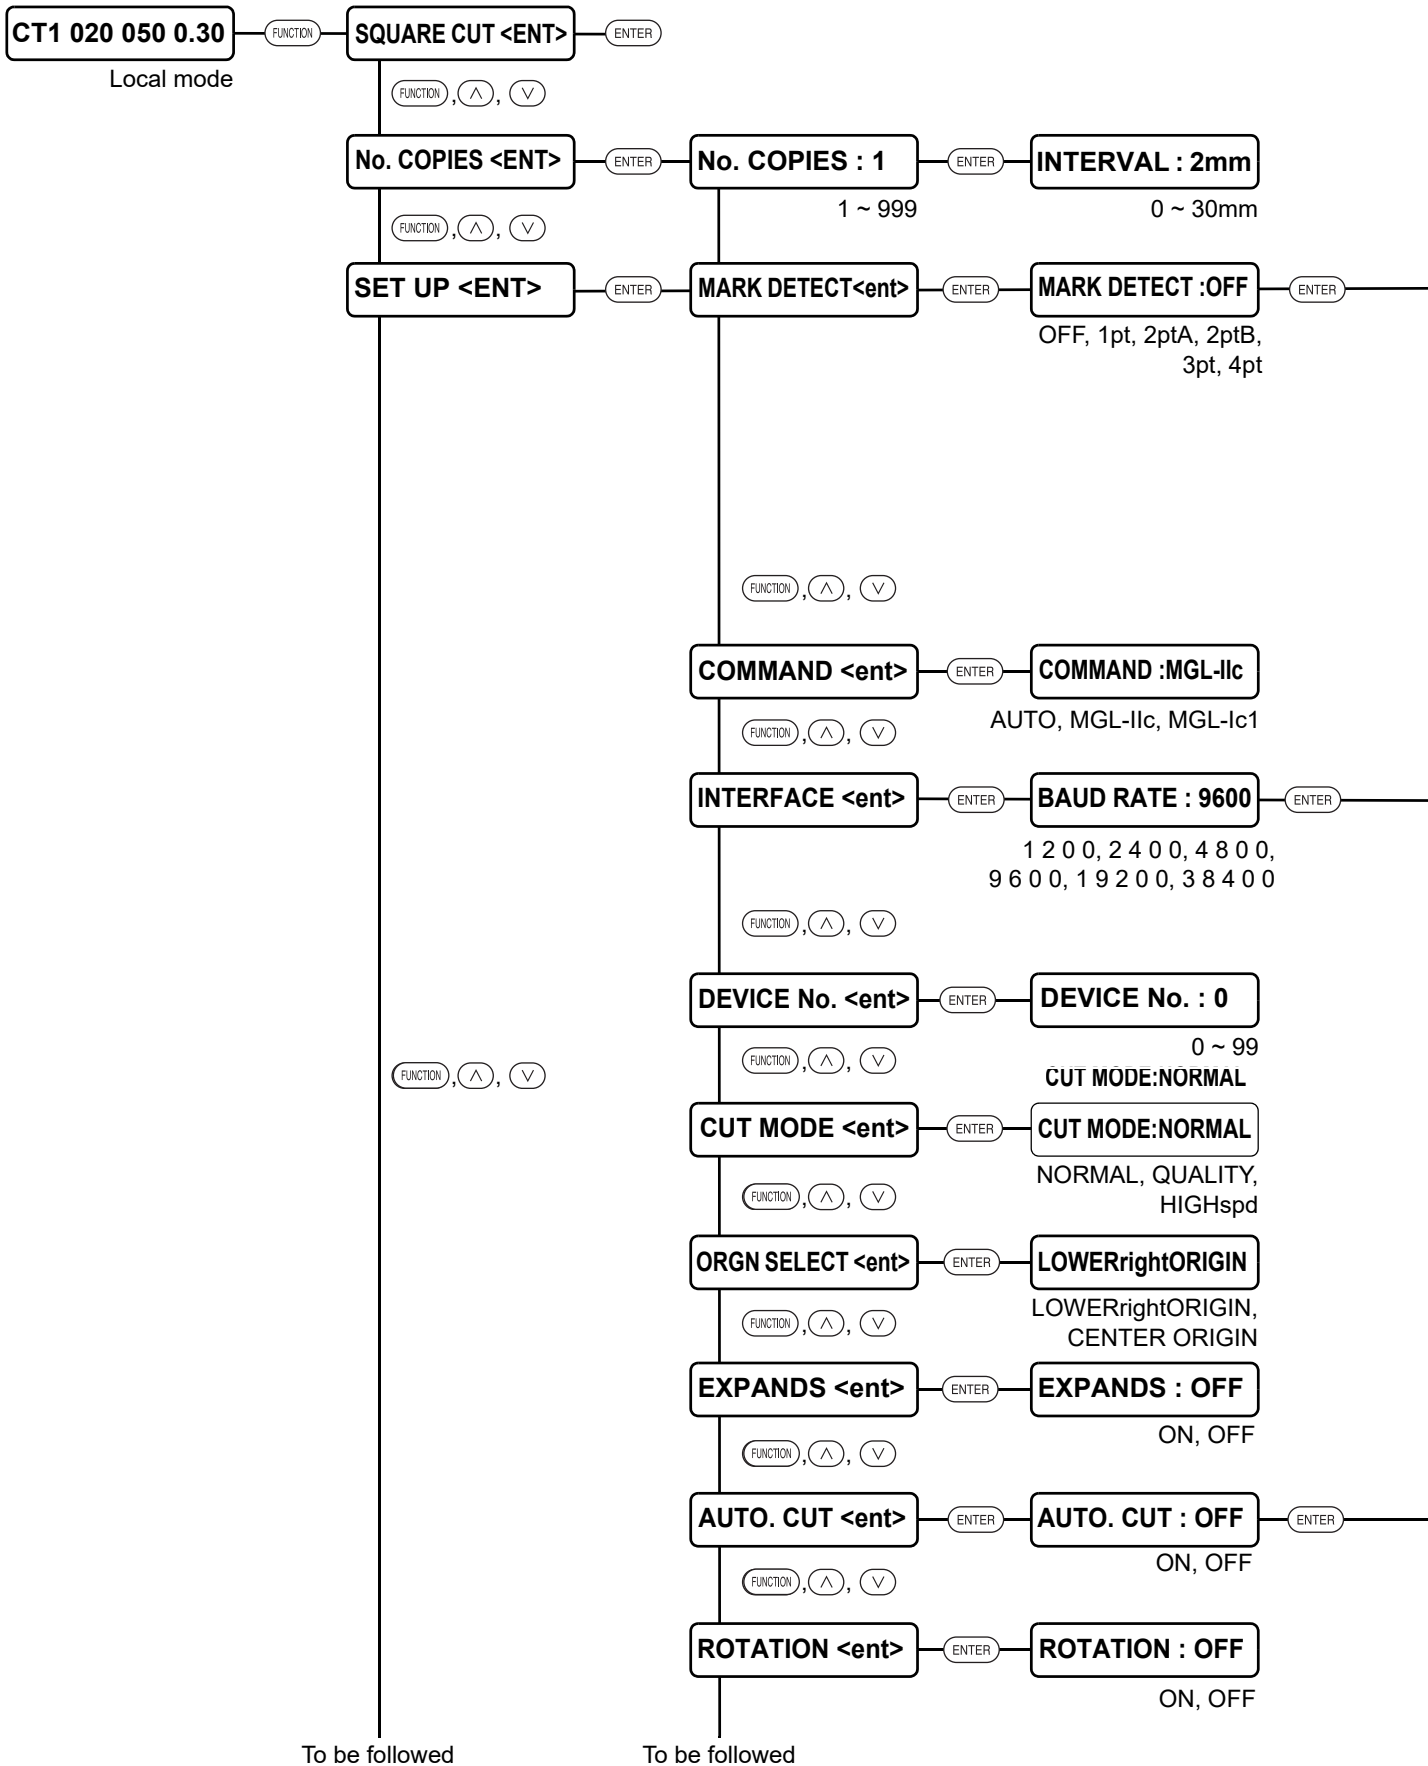 CT1 020 050 0.30 FUNCTION SQUARE CUT <ENT> ENTER
Local mode
FUNCTION , ,
No. COPIES <ENT> ENTER No. COPIES : 1 ENTER INTERVAL : 2mm
1 ~ 999 0 ~ 30mm
FUNCTION , ,
SET UP <ENT> ENTER MARK DETECT<ent> ENTER MARK DETECT :OFF ENTER
OFF, 1pt, 2ptA, 2ptB,
3pt, 4pt
FUNCTION , ,
COMMAND <ent> ENTER COMMAND :MGL-IIc
AUTO, MGL-IIc, MGL-Ic1
FUNCTION , ,
INTERFACE <ent> ENTER BAUD RATE : 9600 ENTER
1 2 0 0, 2 4 0 0, 4 8 0 0,
9 6 0 0, 1 9 2 0 0, 3 8 4 0 0
FUNCTION , ,
DEVICE No. <ent> ENTER DEVICE No. : 0
0 ~ 99
FUNCTION , ,
FUNCTION , ,
CUT MODE:NORMAL
CUT MODE <ent> ENTER CUT MODE:NORMAL
NORMAL, QUALITY,
HIGHspd
FUNCTION , ,
ORGN SELECT <ent> ENTER LOWERrightORIGIN
LOWERrightORIGIN,
CENTER ORIGIN
FUNCTION , ,
EXPANDS <ent> ENTER EXPANDS : OFF
ON, OFF
FUNCTION , ,
AUTO. CUT <ent> ENTER AUTO. CUT : OFF ENTER
ON, OFF
FUNCTION , ,
ROTATION <ent> ENTER ROTATION : OFF
ON, OFF
To be followed To be followed